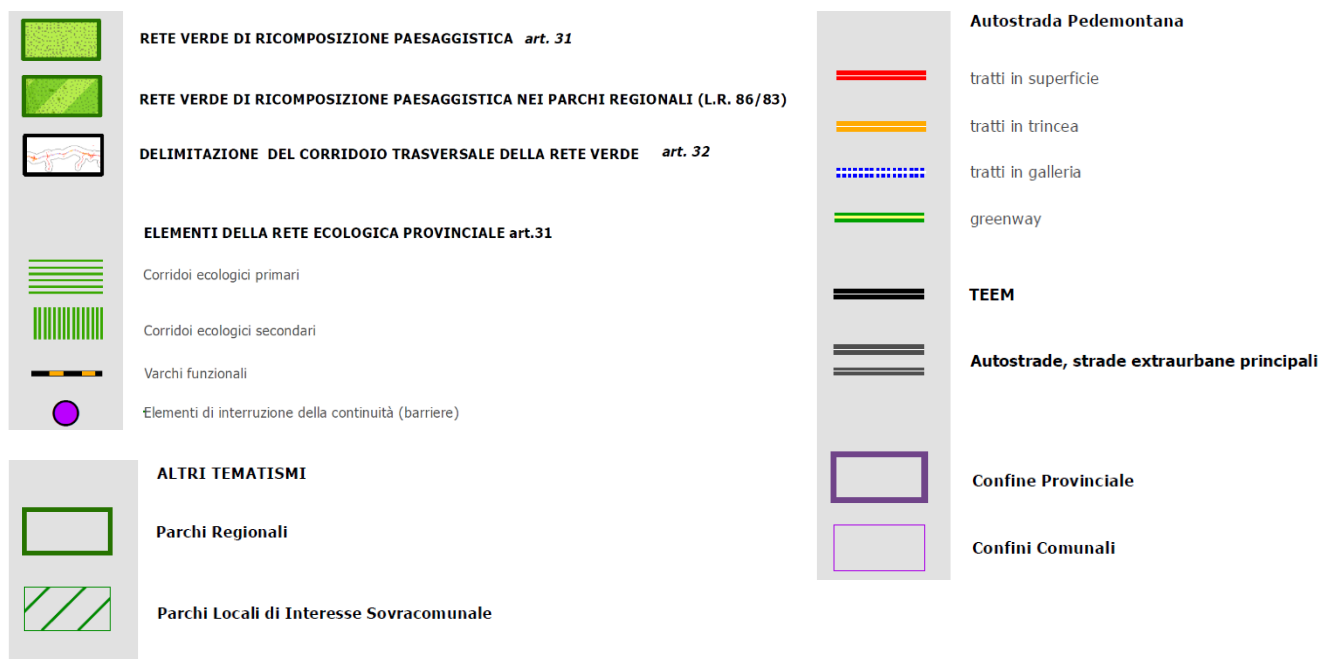 RETE VERDE DI RICOMPOSIZIONE PAESAGGISTICA art. 31
RETE VERDE DI RICOMPOSIZIONE PAESAGGISTICA NEI PARCHI REGIONALI (L.R. 86/83)
DELIMITAZIONE DEL CORRIDOIO TRASVERSALE DELLA RETE VERDE art. 32
ELEMENTI DELLA RETE ECOLOGICA PROVINCIALE art.31
Corridoi ecologici primari
Corridoi ecologici secondari
Varchi funzionali
Elementi di interruzione della continuità (barriere)
ALTRI TEMATISMI
Parchi Regionali
Parchi Locali di Interesse Sovracomunale
Autostrada Pedemontana
tratti in superficie
tratti in trincea
tratti in galleria
greenway
TEEM
Autostrade, strade extraurbane principali
Confine Provinciale
Confini Comunali